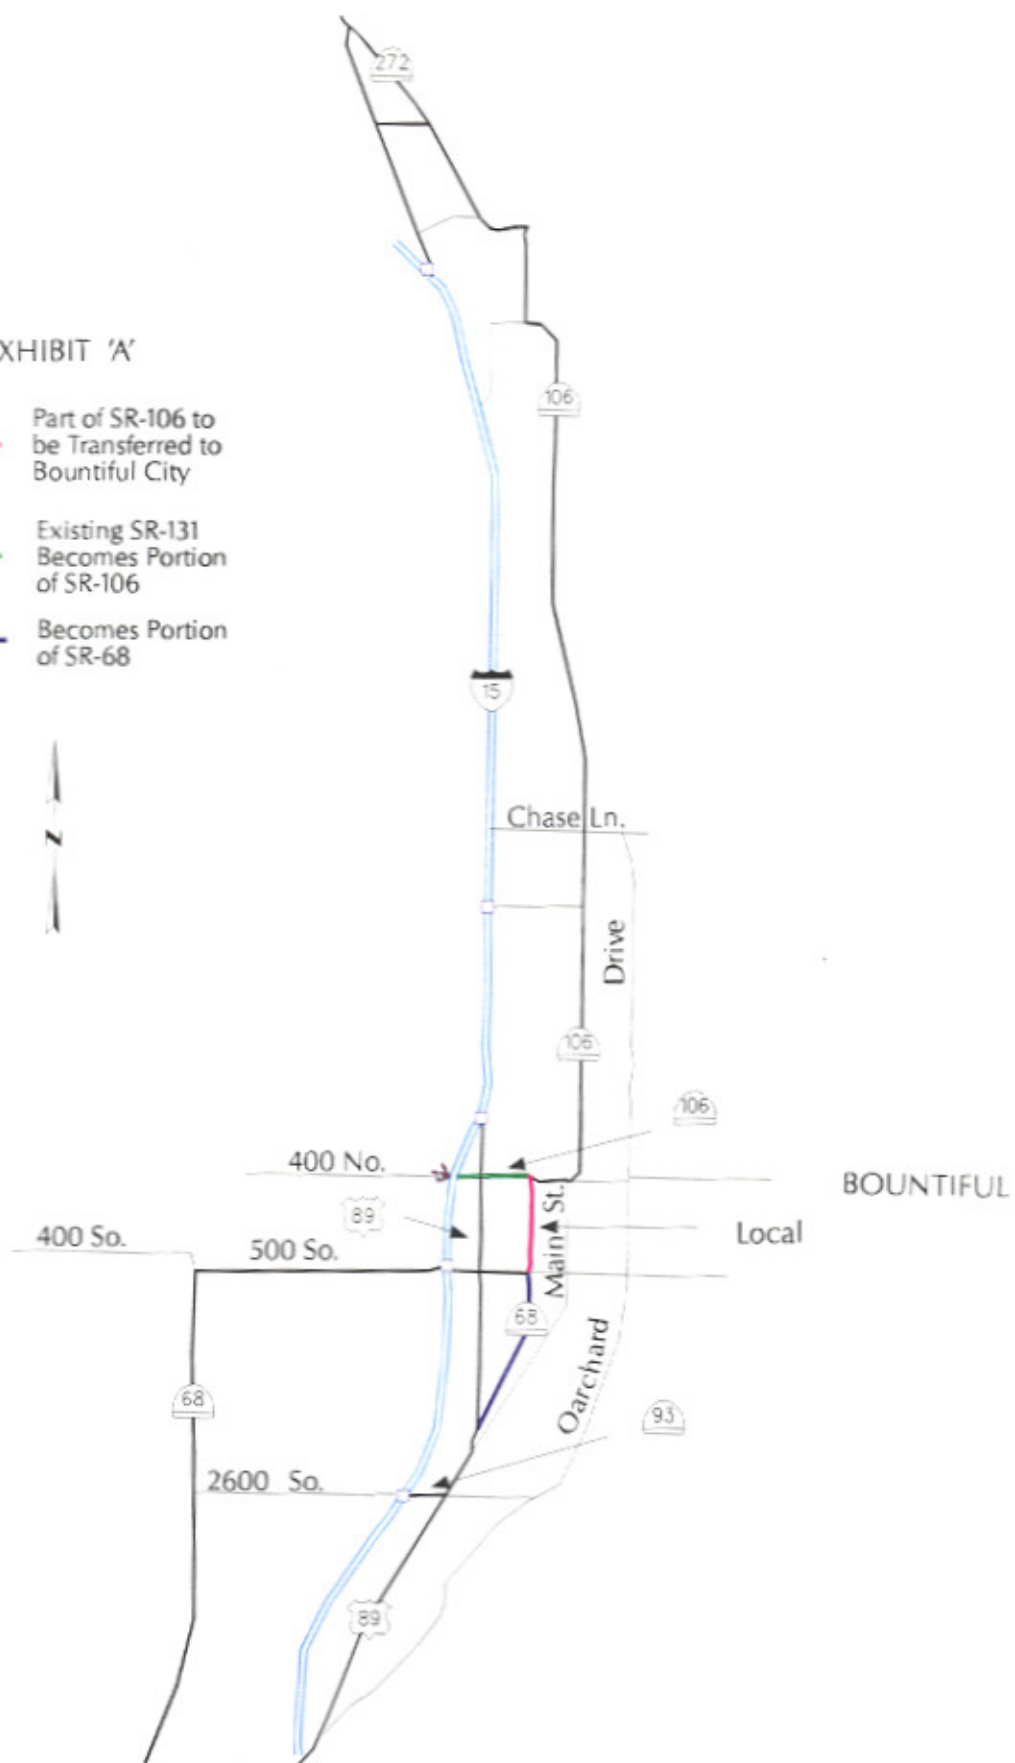 272
XHIBIT 'A'
Part of SR-106 to
be Transferred to
Bountiful City
Existing SR-131
Becomes Portion
of SR-106
Becomes Portion
of SR-68
106
15
N
Chase Ln.
Drive
106
106
400 No.
BOUNTIFUL
89
Main St.
Local
400 So.
500 So.
68
Oarchard
68
93
2600 So.
89